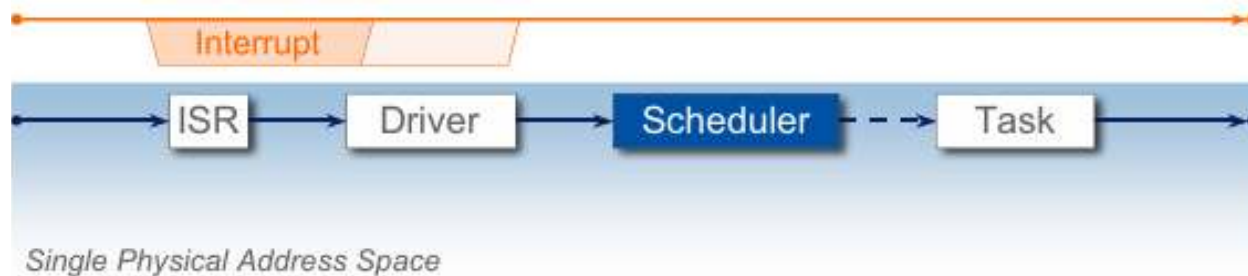 Interrupt
ISR
Driver
Scheduler
Task
Single Physical Address Space